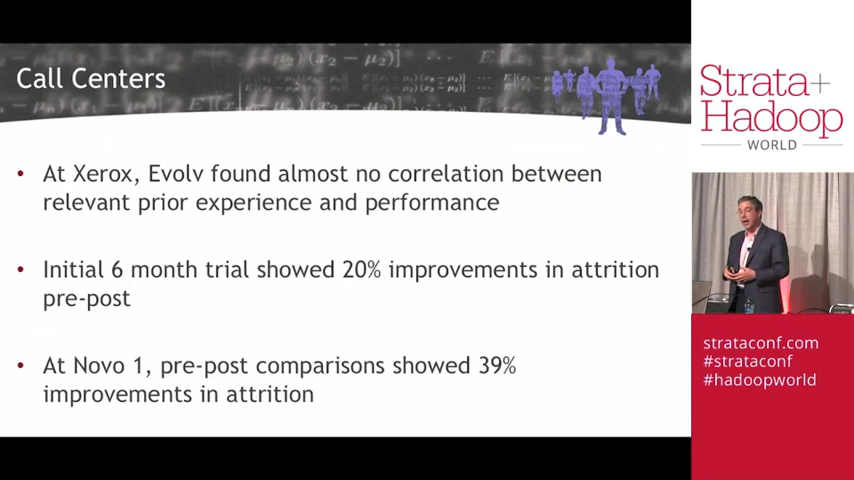 Call Centers
• At Xerox, Evolv found almost no correlation between
relevant prior experience and performance
• Initial 6 month trial showed 20% improvements in attrition
pre-post
• At Novo 1, pre-post comparisons showed 39%
improvements in attrition
Strata+
Hadoop
WORLD
strataconf.com
#strataconf
#hadoopworld